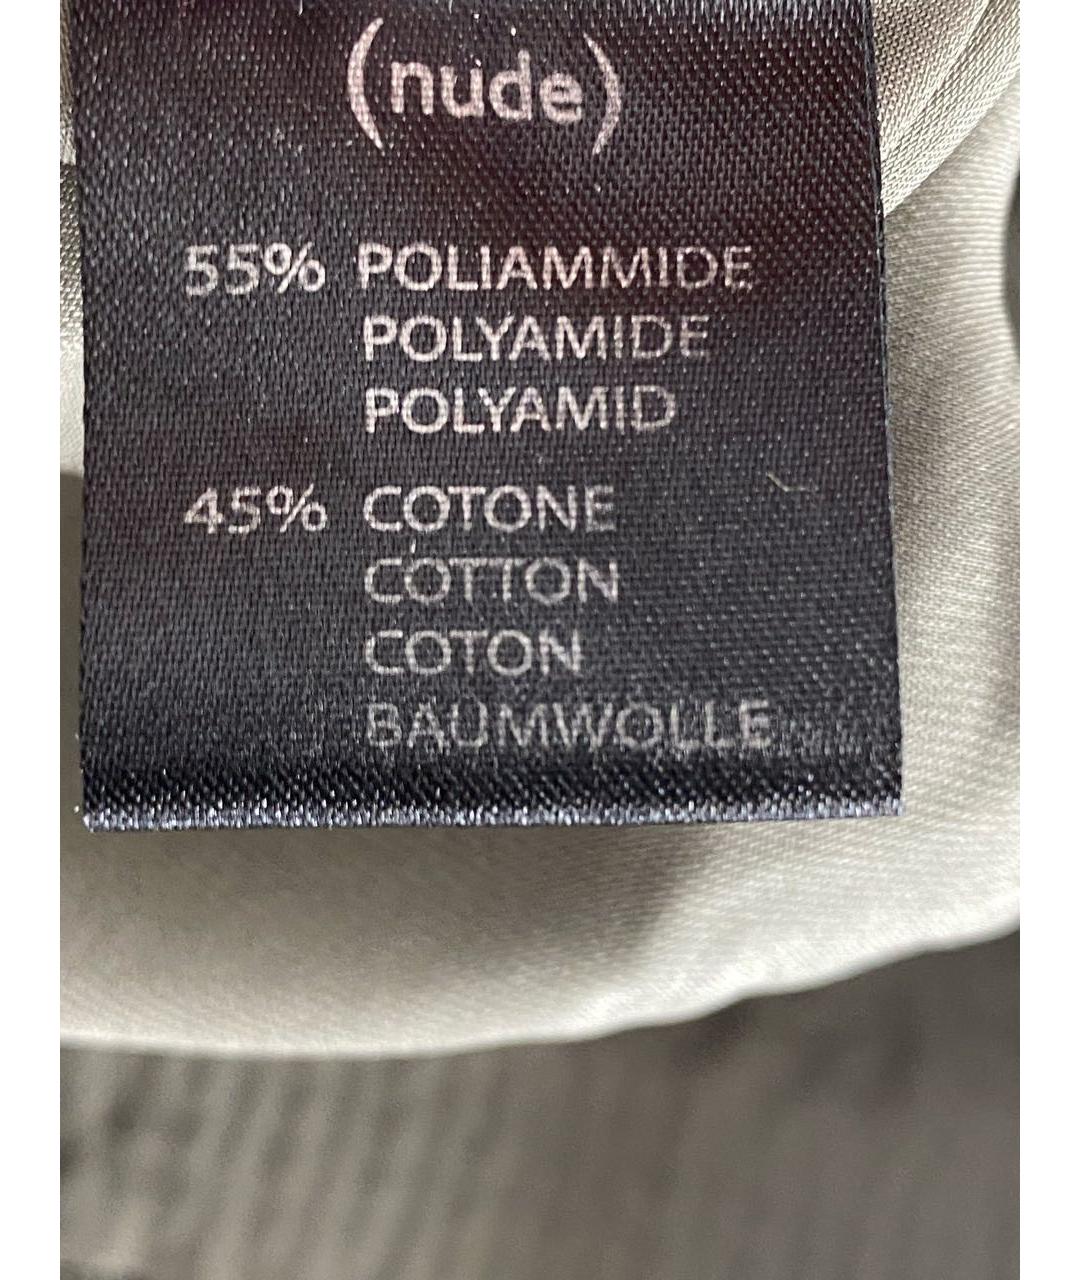 (nude)
55% POLIAMMIDE
POLYAMIDE
POLYAMID
45% COTONE
COTTON
COTON
BAUMWOLLE